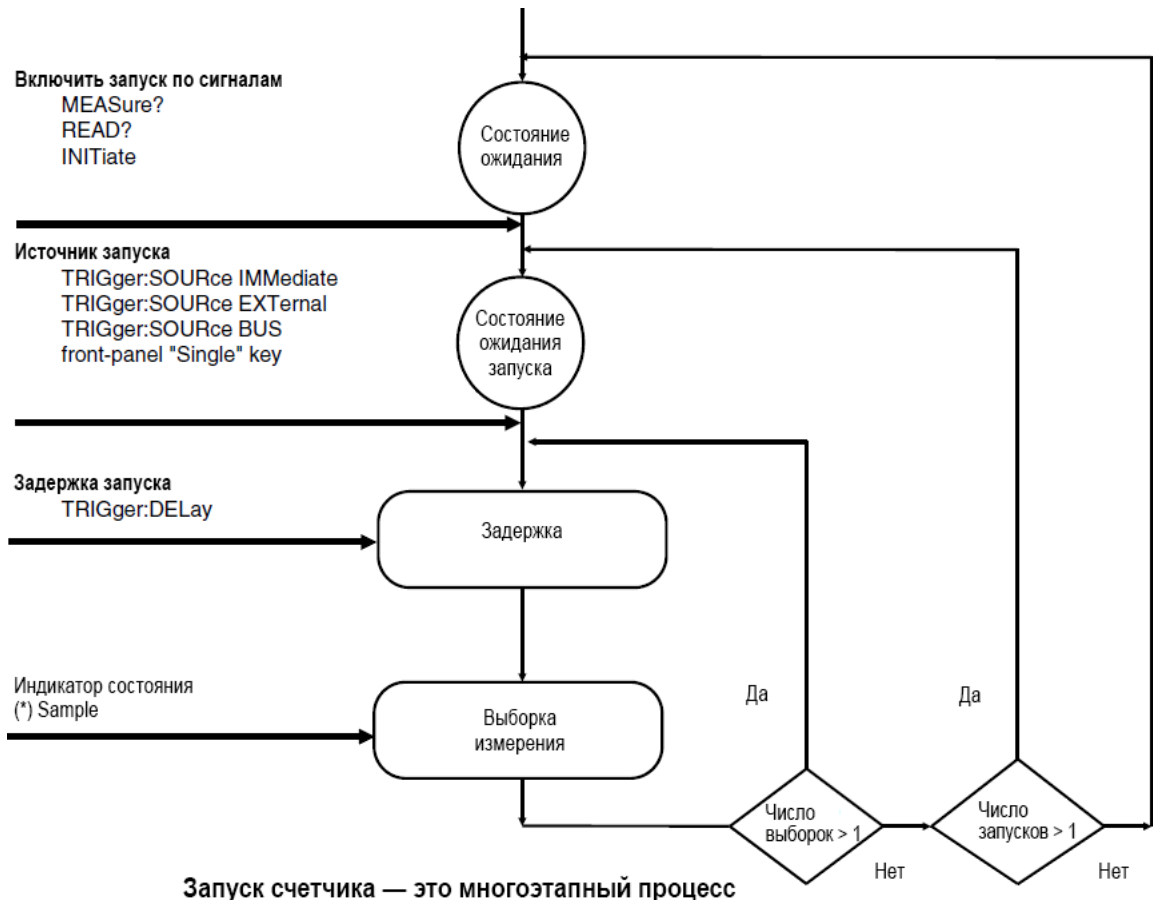 Включить запуск по сигналам
MEASure?
READ?
INITiate
Состояние
ожидания
Источник запуска
TRIGger:SOURce IMMediate
TRIGger:SOURce EXTernal
TRIGger:SOURce BUS
front-panel "Single" key
Состояние
ожидания
запуска
Задержка запуска
TRIGger:DELay
Задержка
Индикатор состояния
(*) Sample
Выборка
измерения
Да
Да
Число
выборок > 1
Число
запусков > 1
Нет
Нет
Запуск счетчика — это многоэтапный процесс